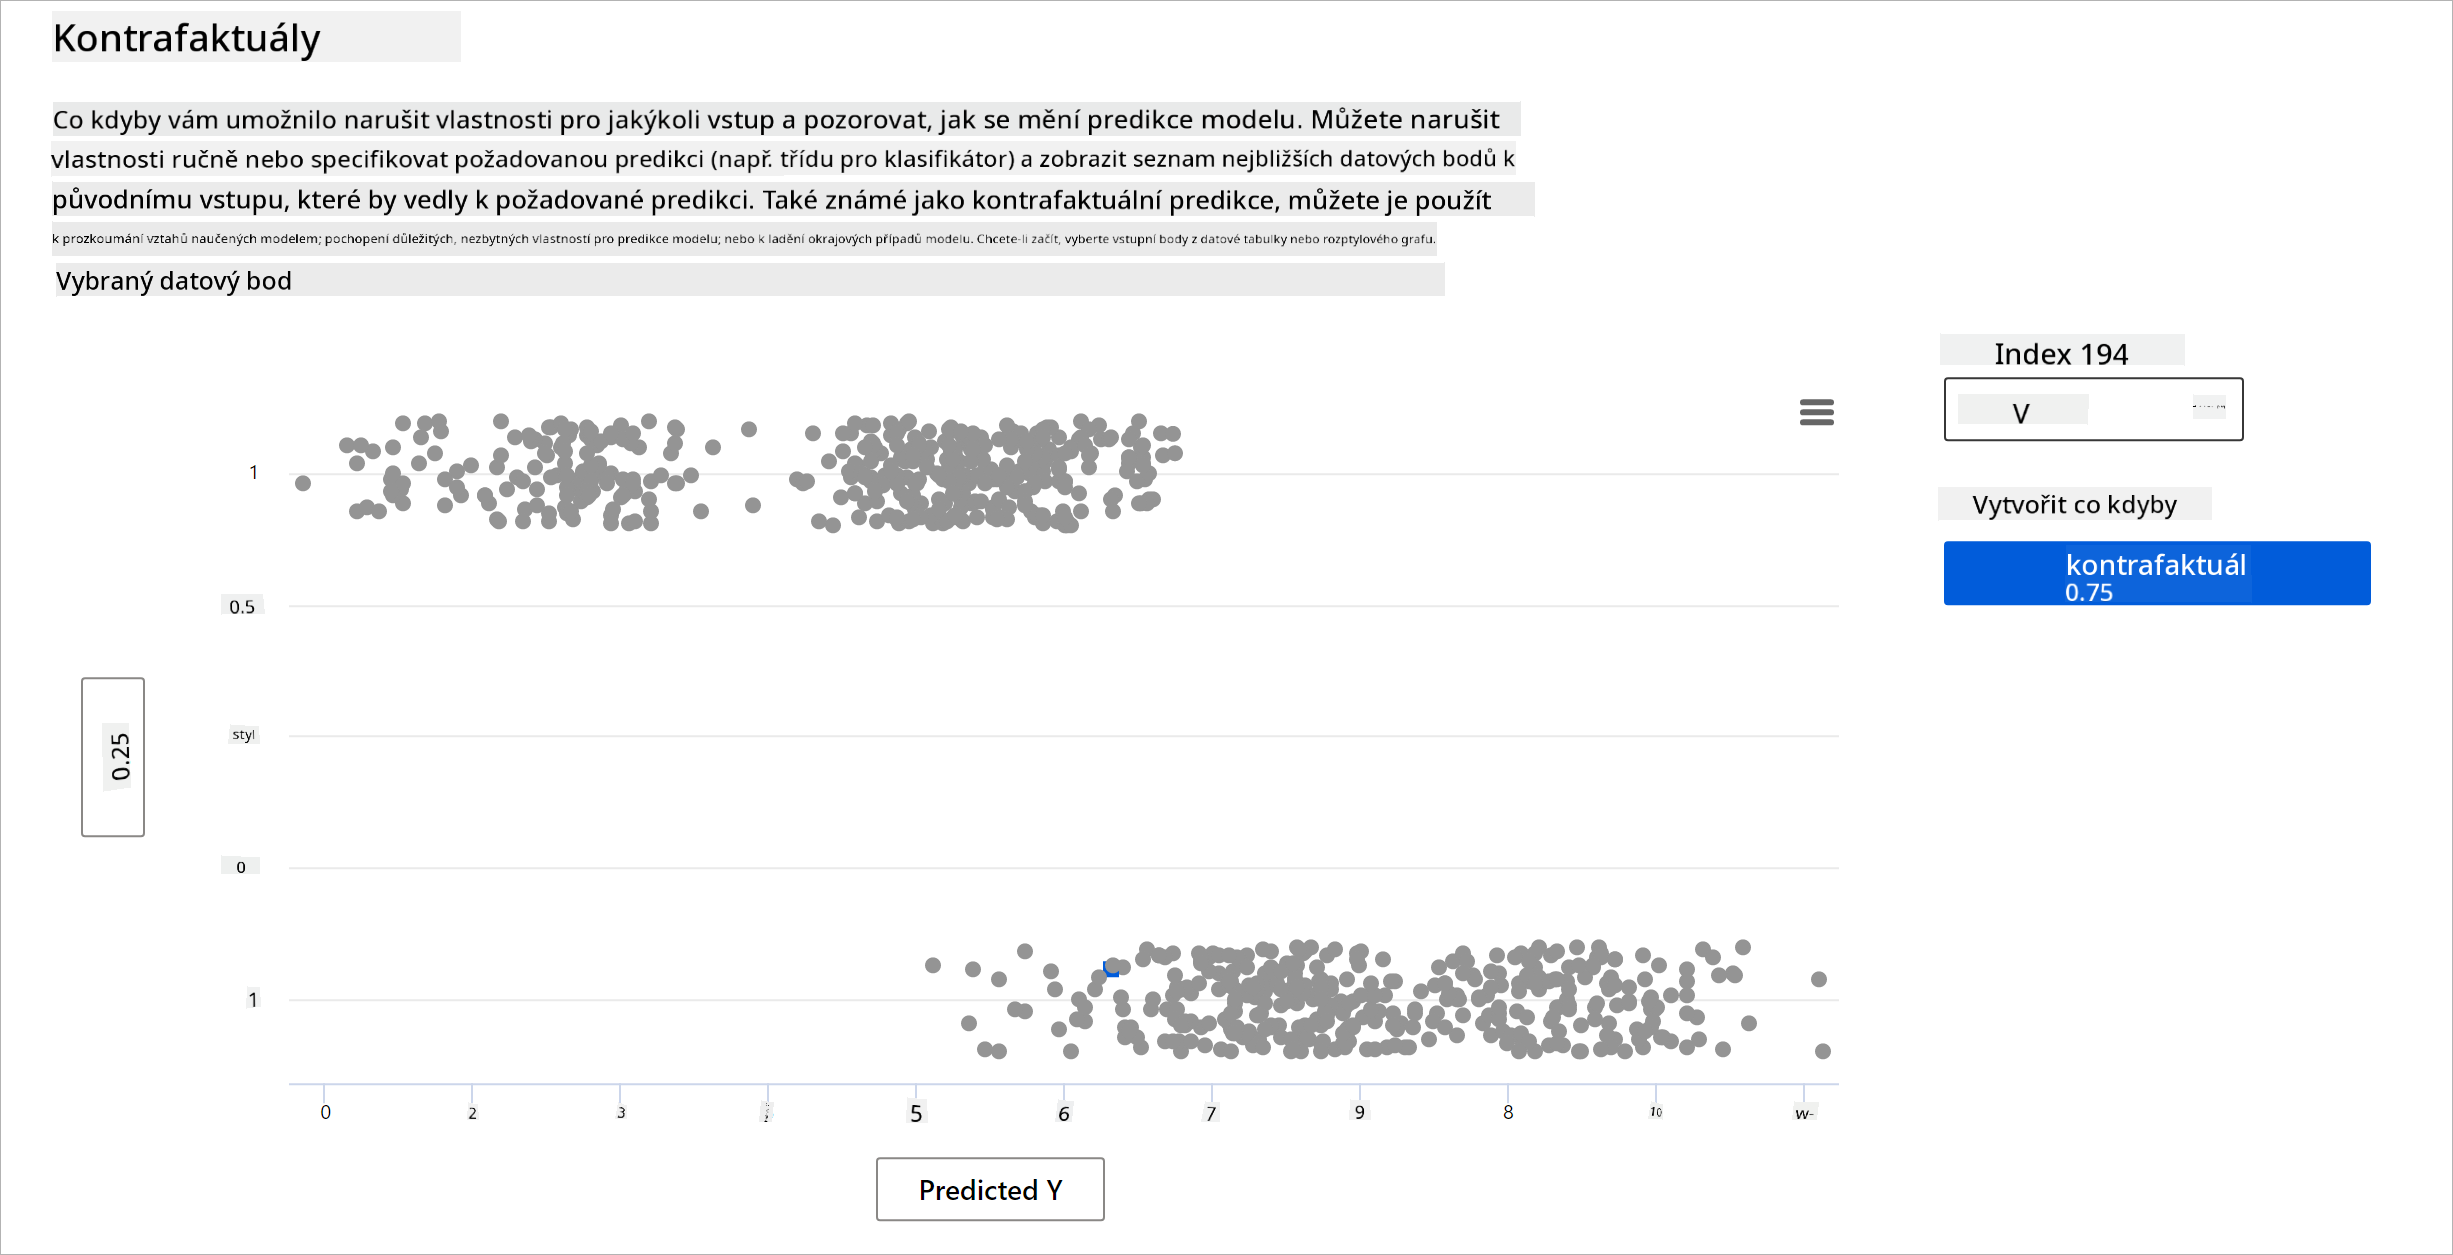 Kontrafaktuály
Co kdyby vám umožnilo narušit vlastnosti pro jakýkoli vstup a pozorovat, jak se mění predikce modelu. Můžete narušit
vlastnosti ručně nebo specifikovat požadovanou predikci (např. třídu pro klasifikátor) a zobrazit seznam nejbližších datových bodů k
původnímu vstupu, které by vedly k požadované predikci. Také známé jako kontrafaktuální predikce, můžete je použít
k prozkoumání vztahů naučených modelem; pochopení důležitých, nezbytných vlastností pro predikce modelu; nebo k ladění okrajových případů modelu. Chcete-li začít, vyberte vstupní body z datové tabulky nebo rozptylového grafu.
Vybraný datový bod
Index 194
V
Vytvořit co kdyby
kontrafaktuál
0.75
1
0.5
styl
0.25
0
1
0 2 3 5 6 7 9 8 10 w-
Predicted Y